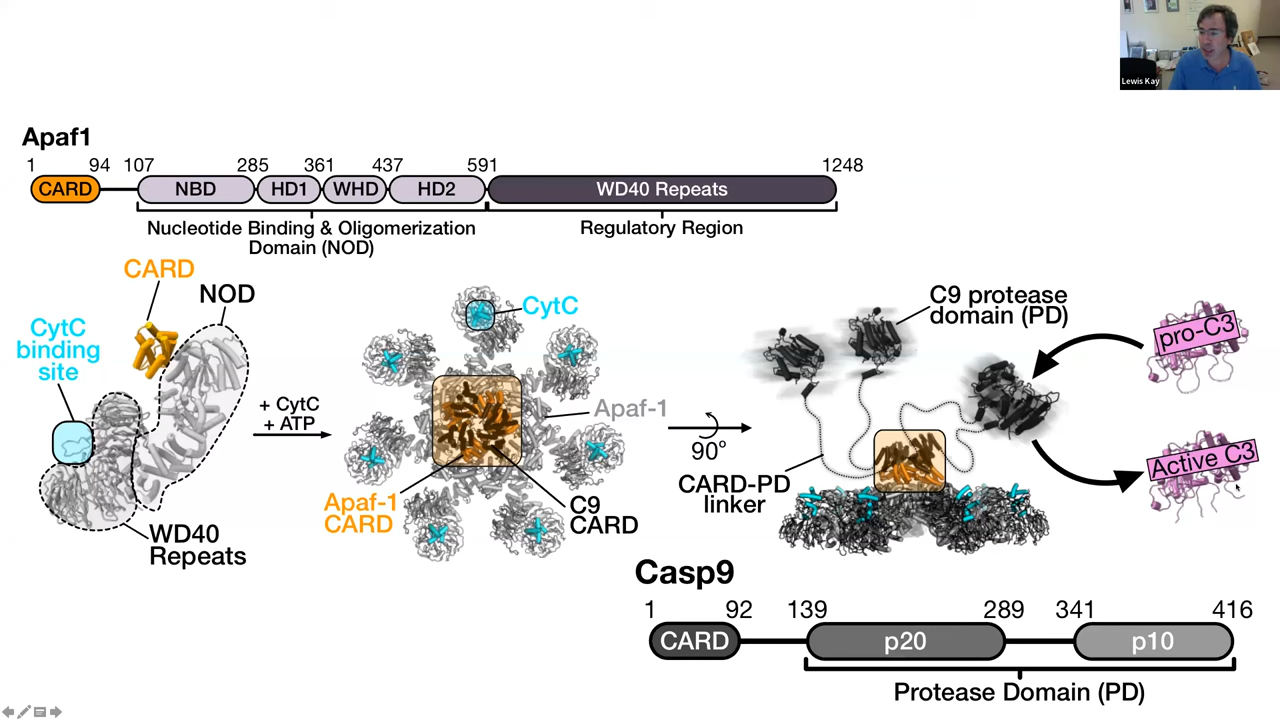 Lewis Kay
Apaf1
1 94 107 285 361 437 591 1248
CARD NBD HD1 WHD HD2 WD40 Repeats
Nucleotide Binding & Oligomerization
Domain (NOD)
Regulatory Region
CARD
NOD
CytC
binding
site
WD40
Repeats
+ CytC
+ ATP
CytC
Apaf-1
Apaf-1
CARD
C9
CARD
90°
C9 protease
domain (PD)
CARD-PD
linker
pro-C3
Active C3
Casp9
1 92 139 289 341 416
CARD p20 p10
Protease Domain (PD)